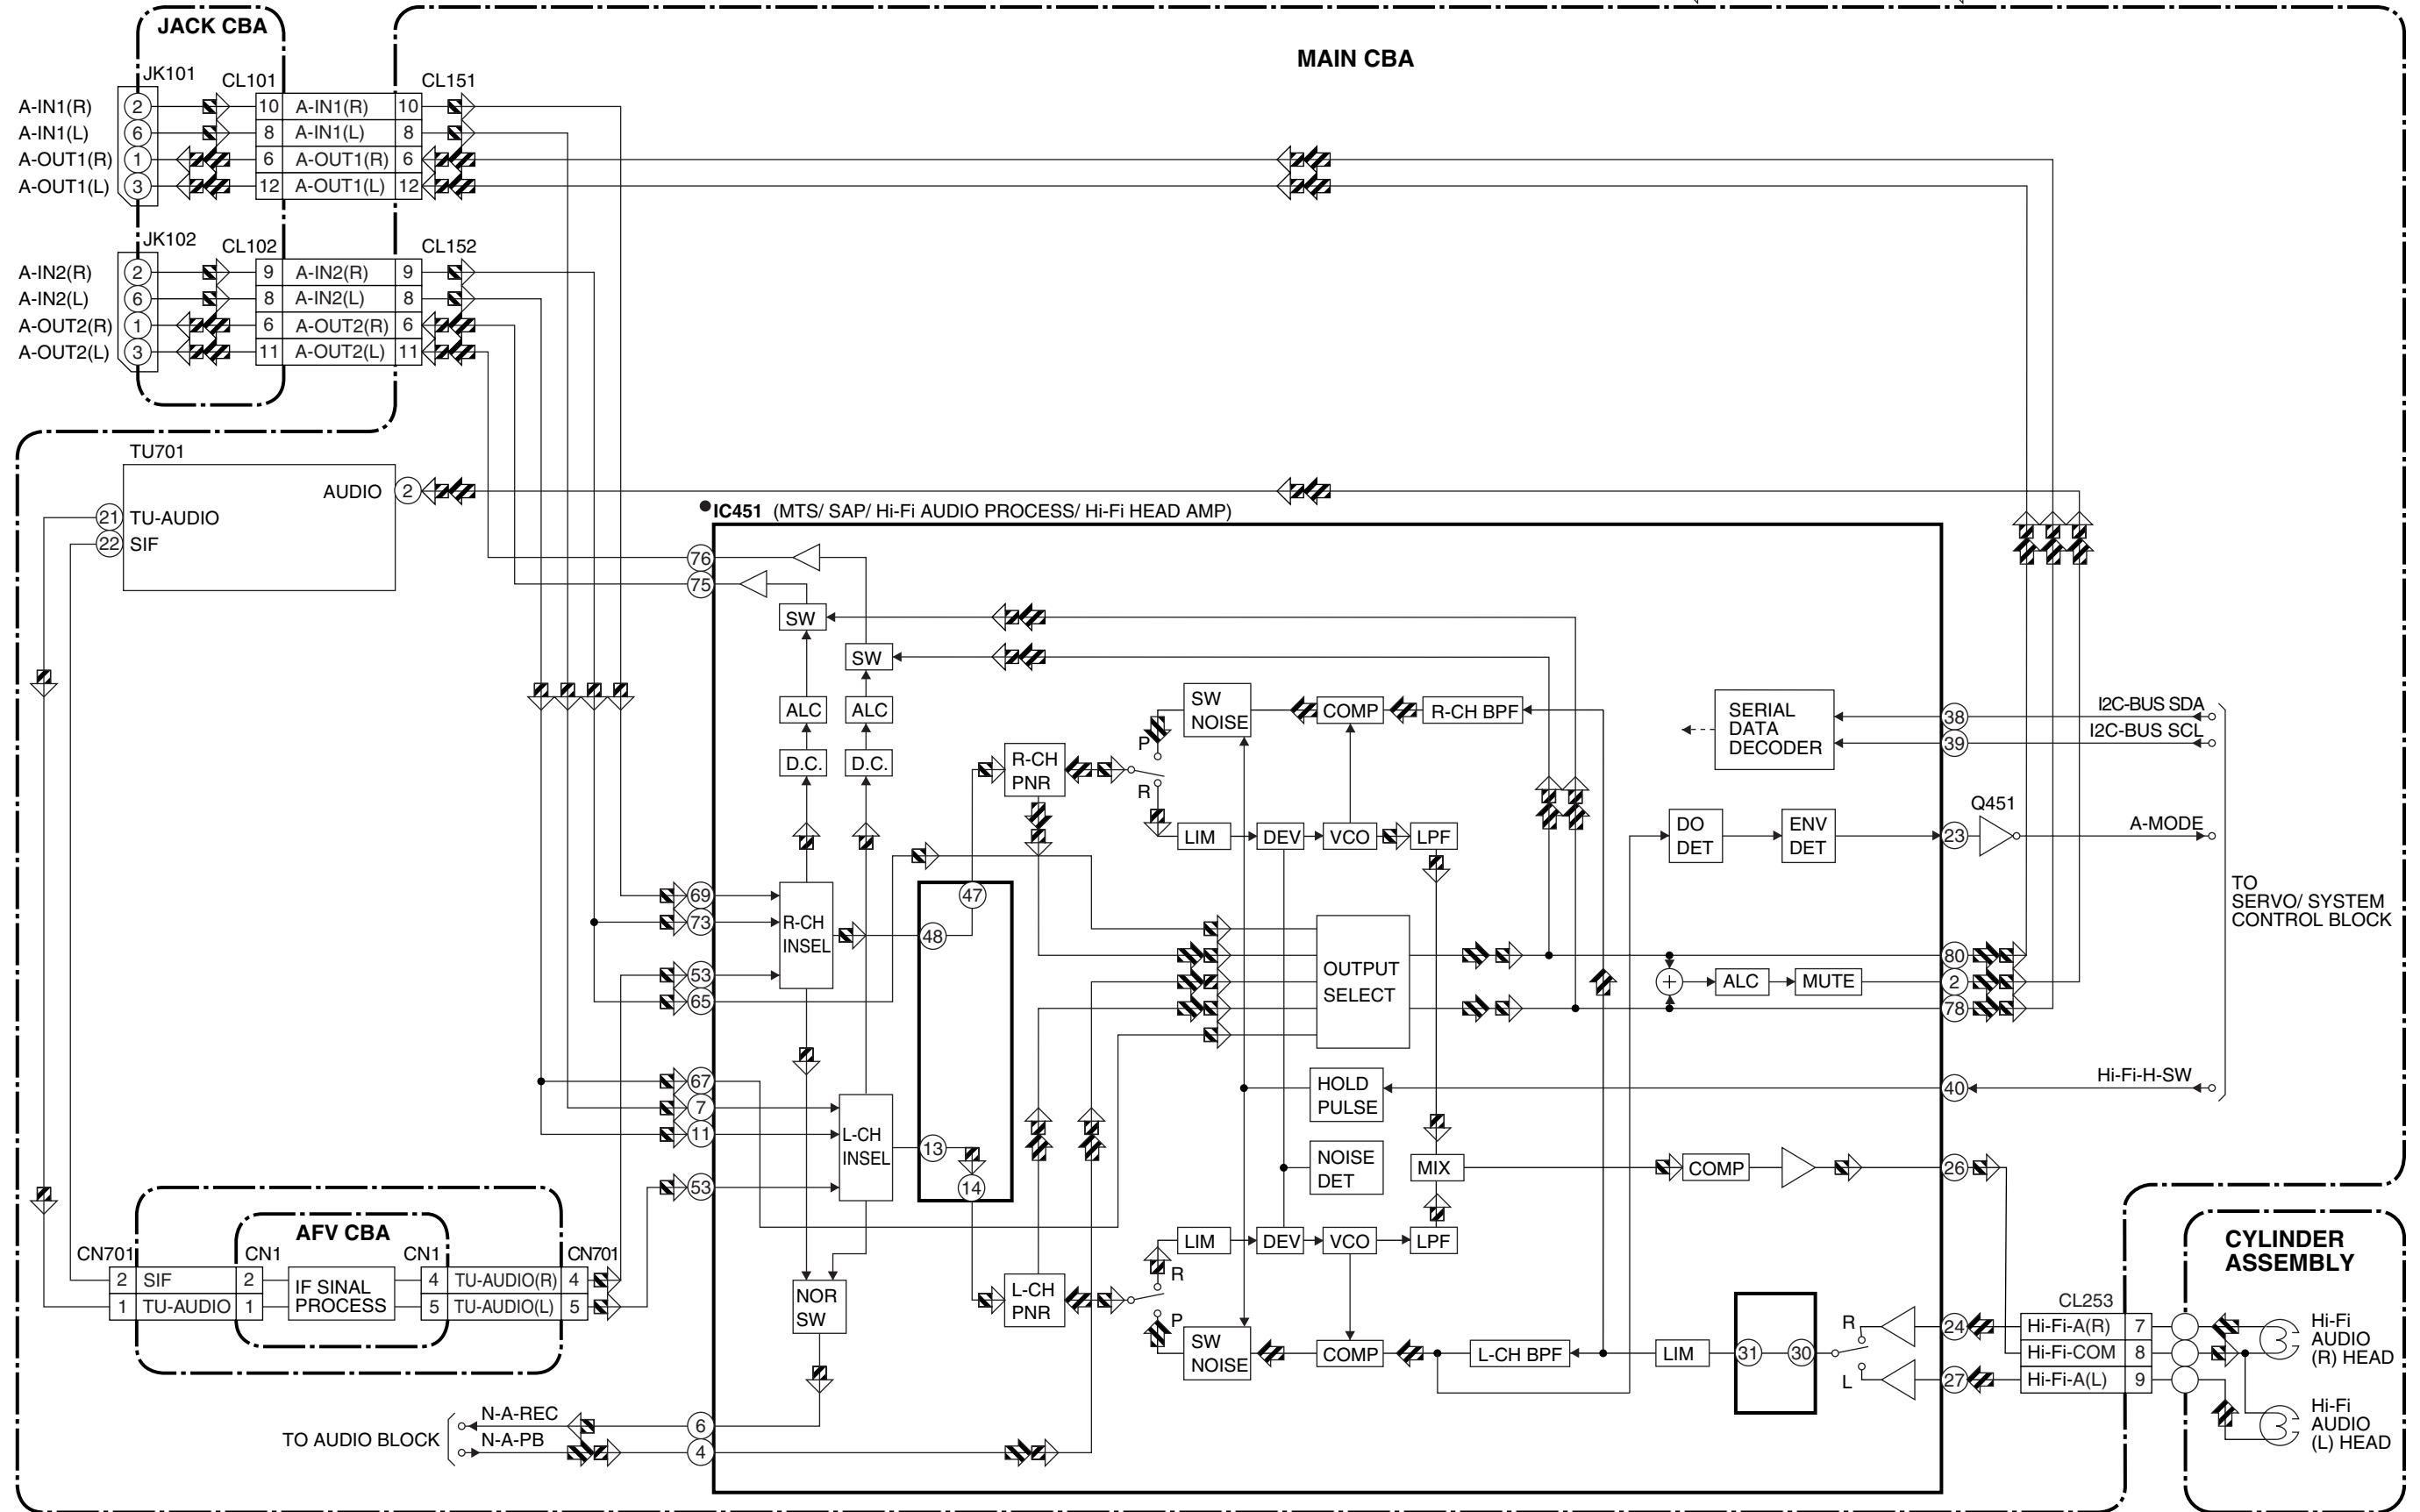 JACK CBA
MAIN CBA
JK101
CL101
CL151
A-IN1(R) 2 10 A-IN1(R) 10
A-IN1(L) 6 8 A-IN1(L) 8
A-OUT1(R) 1 6 A-OUT1(R) 6
A-OUT1(L) 3 12 A-OUT1(L) 12
JK102
CL102
CL152
A-IN2(R) 2 9 A-IN2(R) 9
A-IN2(L) 6 8 A-IN2(L) 8
A-OUT2(R) 1 6 A-OUT2(R) 6
A-OUT2(L) 3 11 A-OUT2(L) 11
TU701
AUDIO 2
21 TU-AUDIO
22 SIF
IC451 (MTS/ SAP/ Hi-Fi AUDIO PROCESS/ Hi-Fi HEAD AMP)
76
75
SW
SW
ALC
ALC
D.C.
D.C.
R-CH
PNR
P
R
SW
NOISE
COMP
R-CH BPF
LIM
DEV
VCO
LPF
SERIAL
DATA
DECODER
38
I2C-BUS SDA
39
I2C-BUS SCL
DO
DET
ENV
DET
23
Q451
A-MODE
TO
SERVO/ SYSTEM
CONTROL BLOCK
69
73
53
65
R-CH
INSEL
47
48
OUTPUT
SELECT
+
ALC
MUTE
80
2
78
67
7
11
53
L-CH
INSEL
13
14
HOLD
PULSE
40
Hi-Fi-H-SW
NOISE
DET
MIX
COMP
26
LIM
DEV
VCO
LPF
R
P
L-CH
PNR
SW
NOISE
COMP
L-CH BPF
LIM
31
30
R
L
24
27
NOR
SW
AFV CBA
CN701
CN1
CN1
CN701
2 SIF 2
IF SINAL
PROCESS
4 TU-AUDIO(R) 4
1 TU-AUDIO 1
5 TU-AUDIO(L) 5
TO AUDIO BLOCK
N-A-REC
6
N-A-PB
4
CYLINDER
ASSEMBLY
CL253
Hi-Fi-A(R) 7
Hi-Fi-COM 8
Hi-Fi-A(L) 9
Hi-Fi
AUDIO
(R) HEAD
Hi-Fi
AUDIO
(L) HEAD